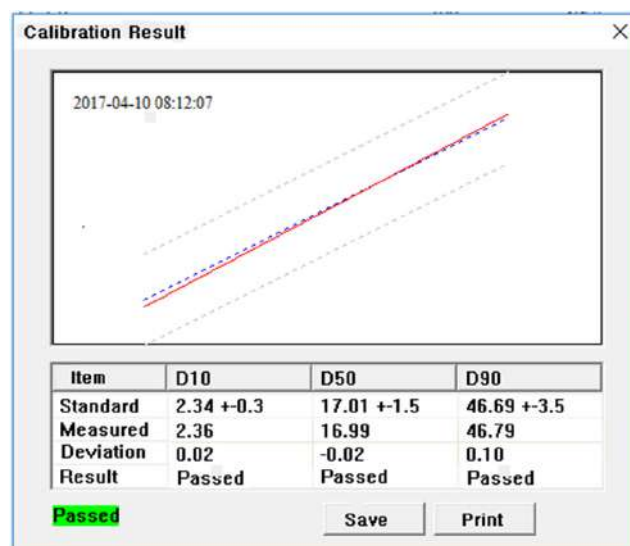 Calibration Result
2017-04-10 08:12:07
Item D10 D50 D90
Standard 2.34 +-0.3 17.01 +-1.5 46.69 +-3.5
Measured 2.36 16.99 46.79
Deviation 0.02 -0.02 0.10
Result Passed Passed Passed
Passed Save Print